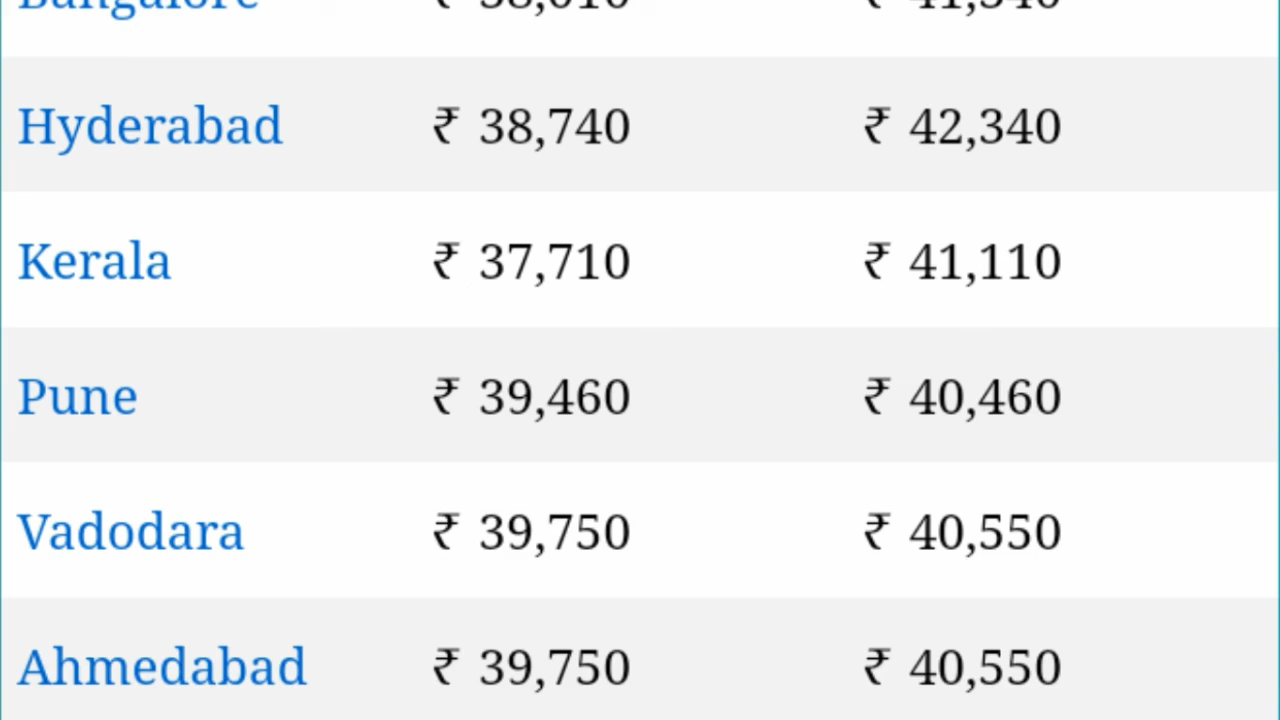 Bangalore
Hyderabad ₹ 38,740 ₹ 42,340
Kerala ₹ 37,710 ₹ 41,110
Pune ₹ 39,460 ₹ 40,460
Vadodara ₹ 39,750 ₹ 40,550
Ahmedabad ₹ 39,750 ₹ 40,550